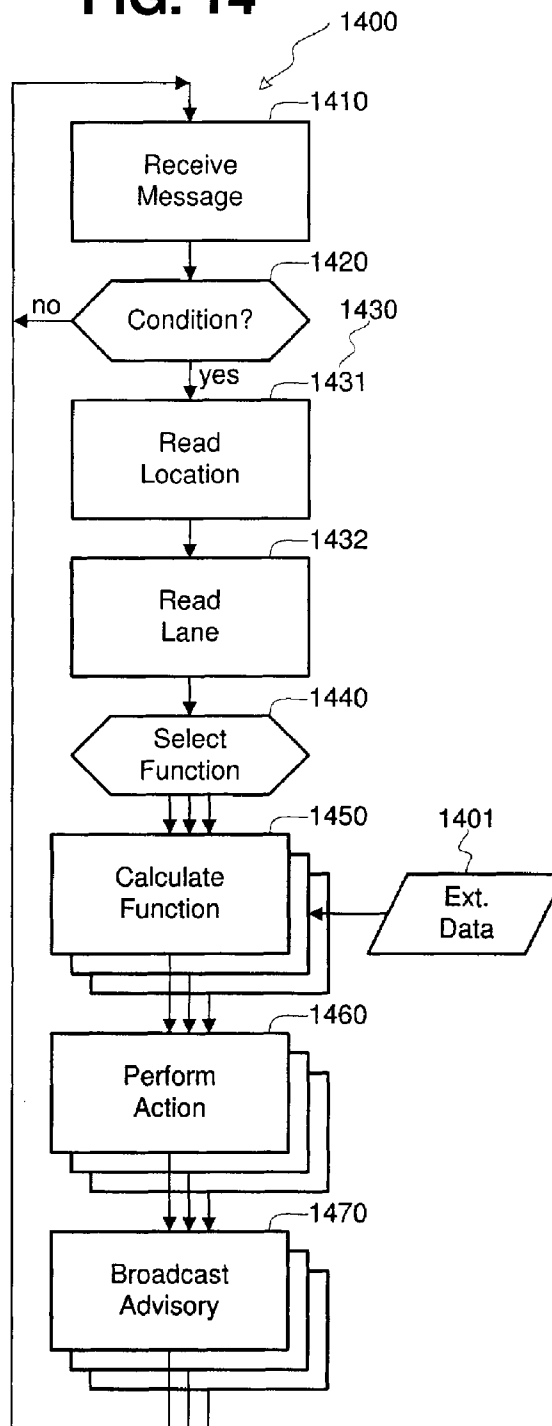 FIG. 14
1400
1410
Receive
Message
1420
Condition?
no
yes
1430
1431
Read
Location
1432
Read
Lane
1440
Select
Function
1450
Calculate
Function
1401
Ext.
Data
1460
Perform
Action
1470
Broadcast
Advisory